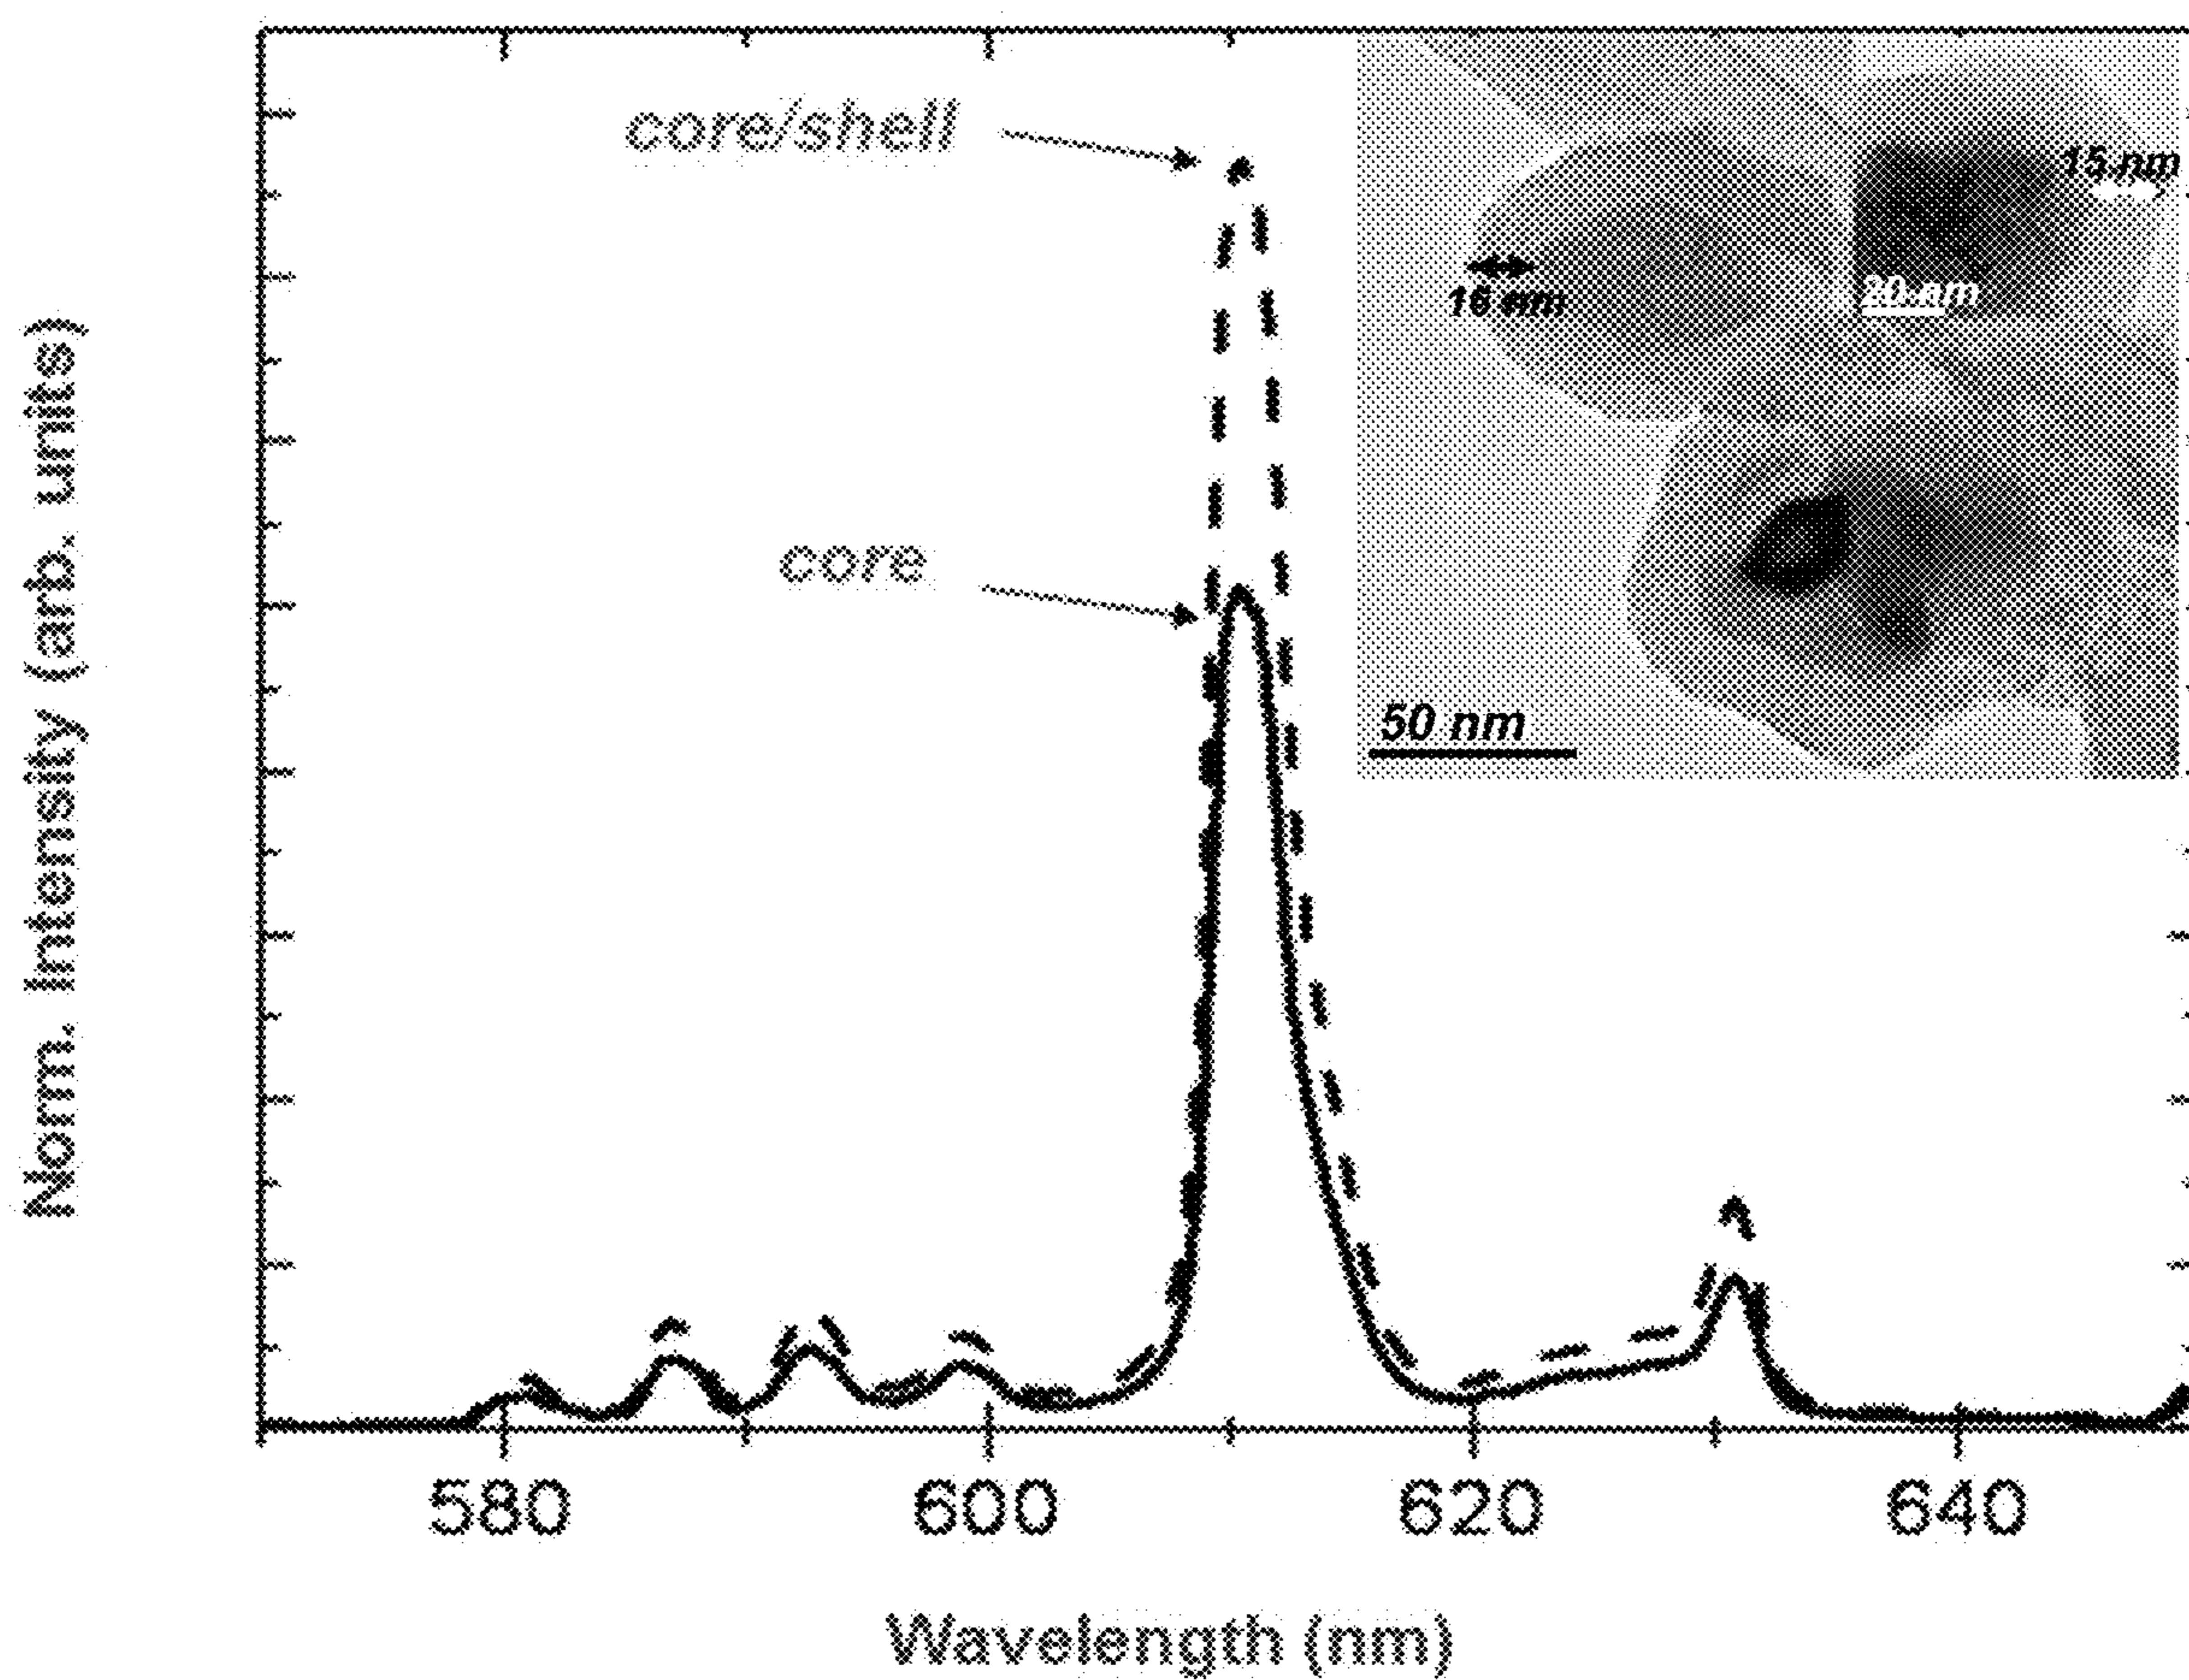 core/shell
15 nm
16 nm
20 nm
core
50 nm
Norm. Intensity (arb. units)
580
600
620
640
Wavelength (nm)